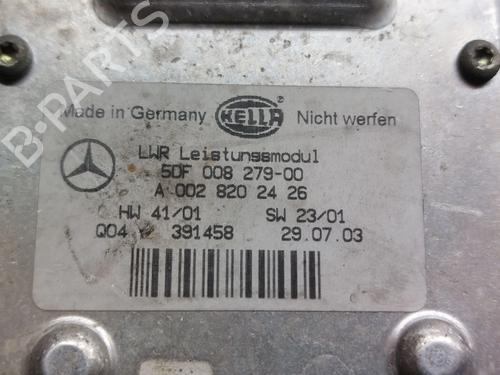 B-PARTS
Made in Germany HELLA Nicht werfen
LWR Leistungsmodul
5DF 008 279-00
A 002 820 24 26
HW 41/01 SW 23/01
Q04 391458 29.07.03